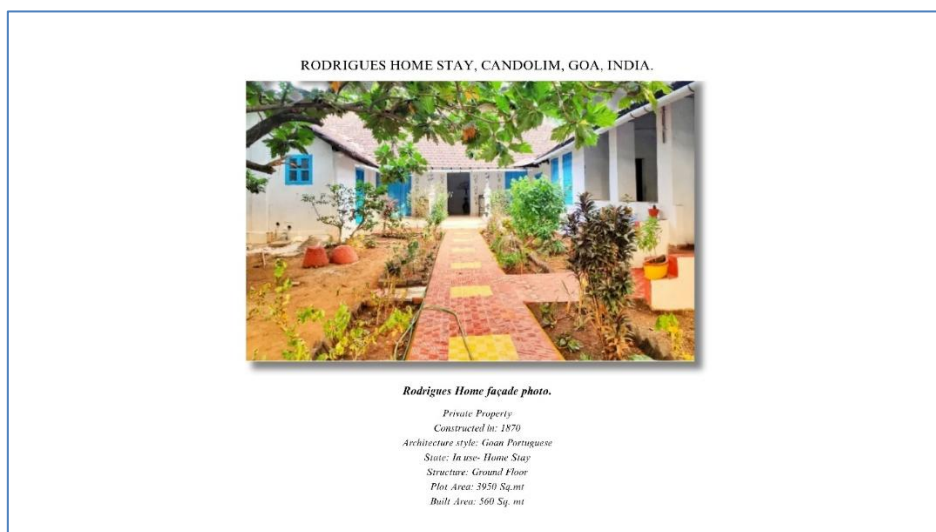 RODRIGUES HOME STAY, CANDOLIM, GOA, INDIA.
Rodrigues Home façade photo.
Private Property
Constructed in: 1870
Architecture style: Goan Portuguese
State: In use- Home Stay
Structure: Ground Floor
Plot Area: 3950 Sq.mt
Built Area: 560 Sq. mt